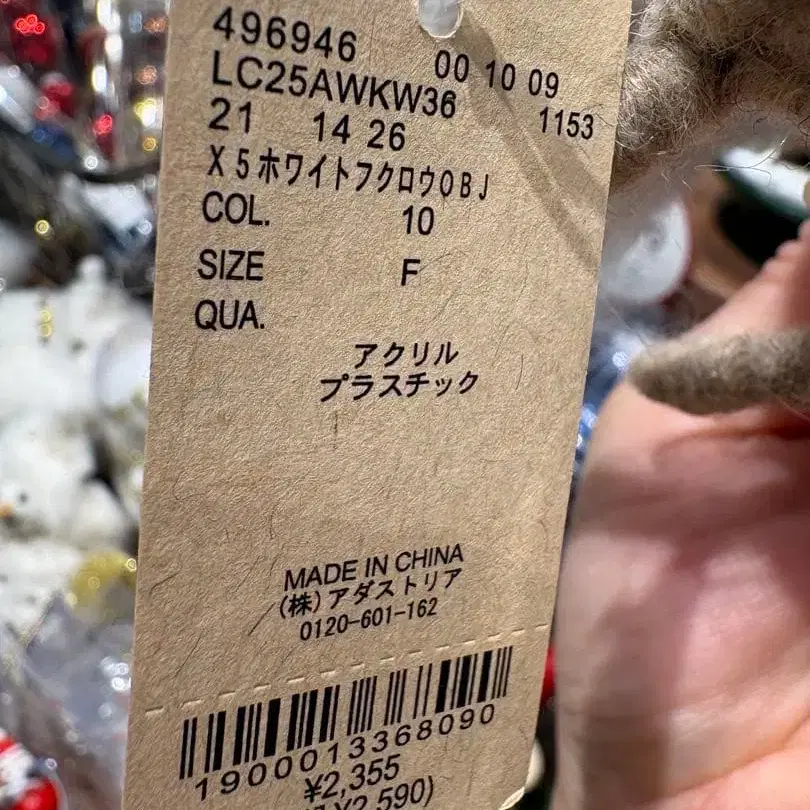 496946 00 10 09
LC25AWKW36 1153
21 14 26
X5ホワイトフクロウOBJ
COL. 10
SIZE F
QUA.
アクリル
プラスチック
MADE IN CHINA
(株)アダストリア
0120-601-162
1900013368090
¥2,355
¥2,590)